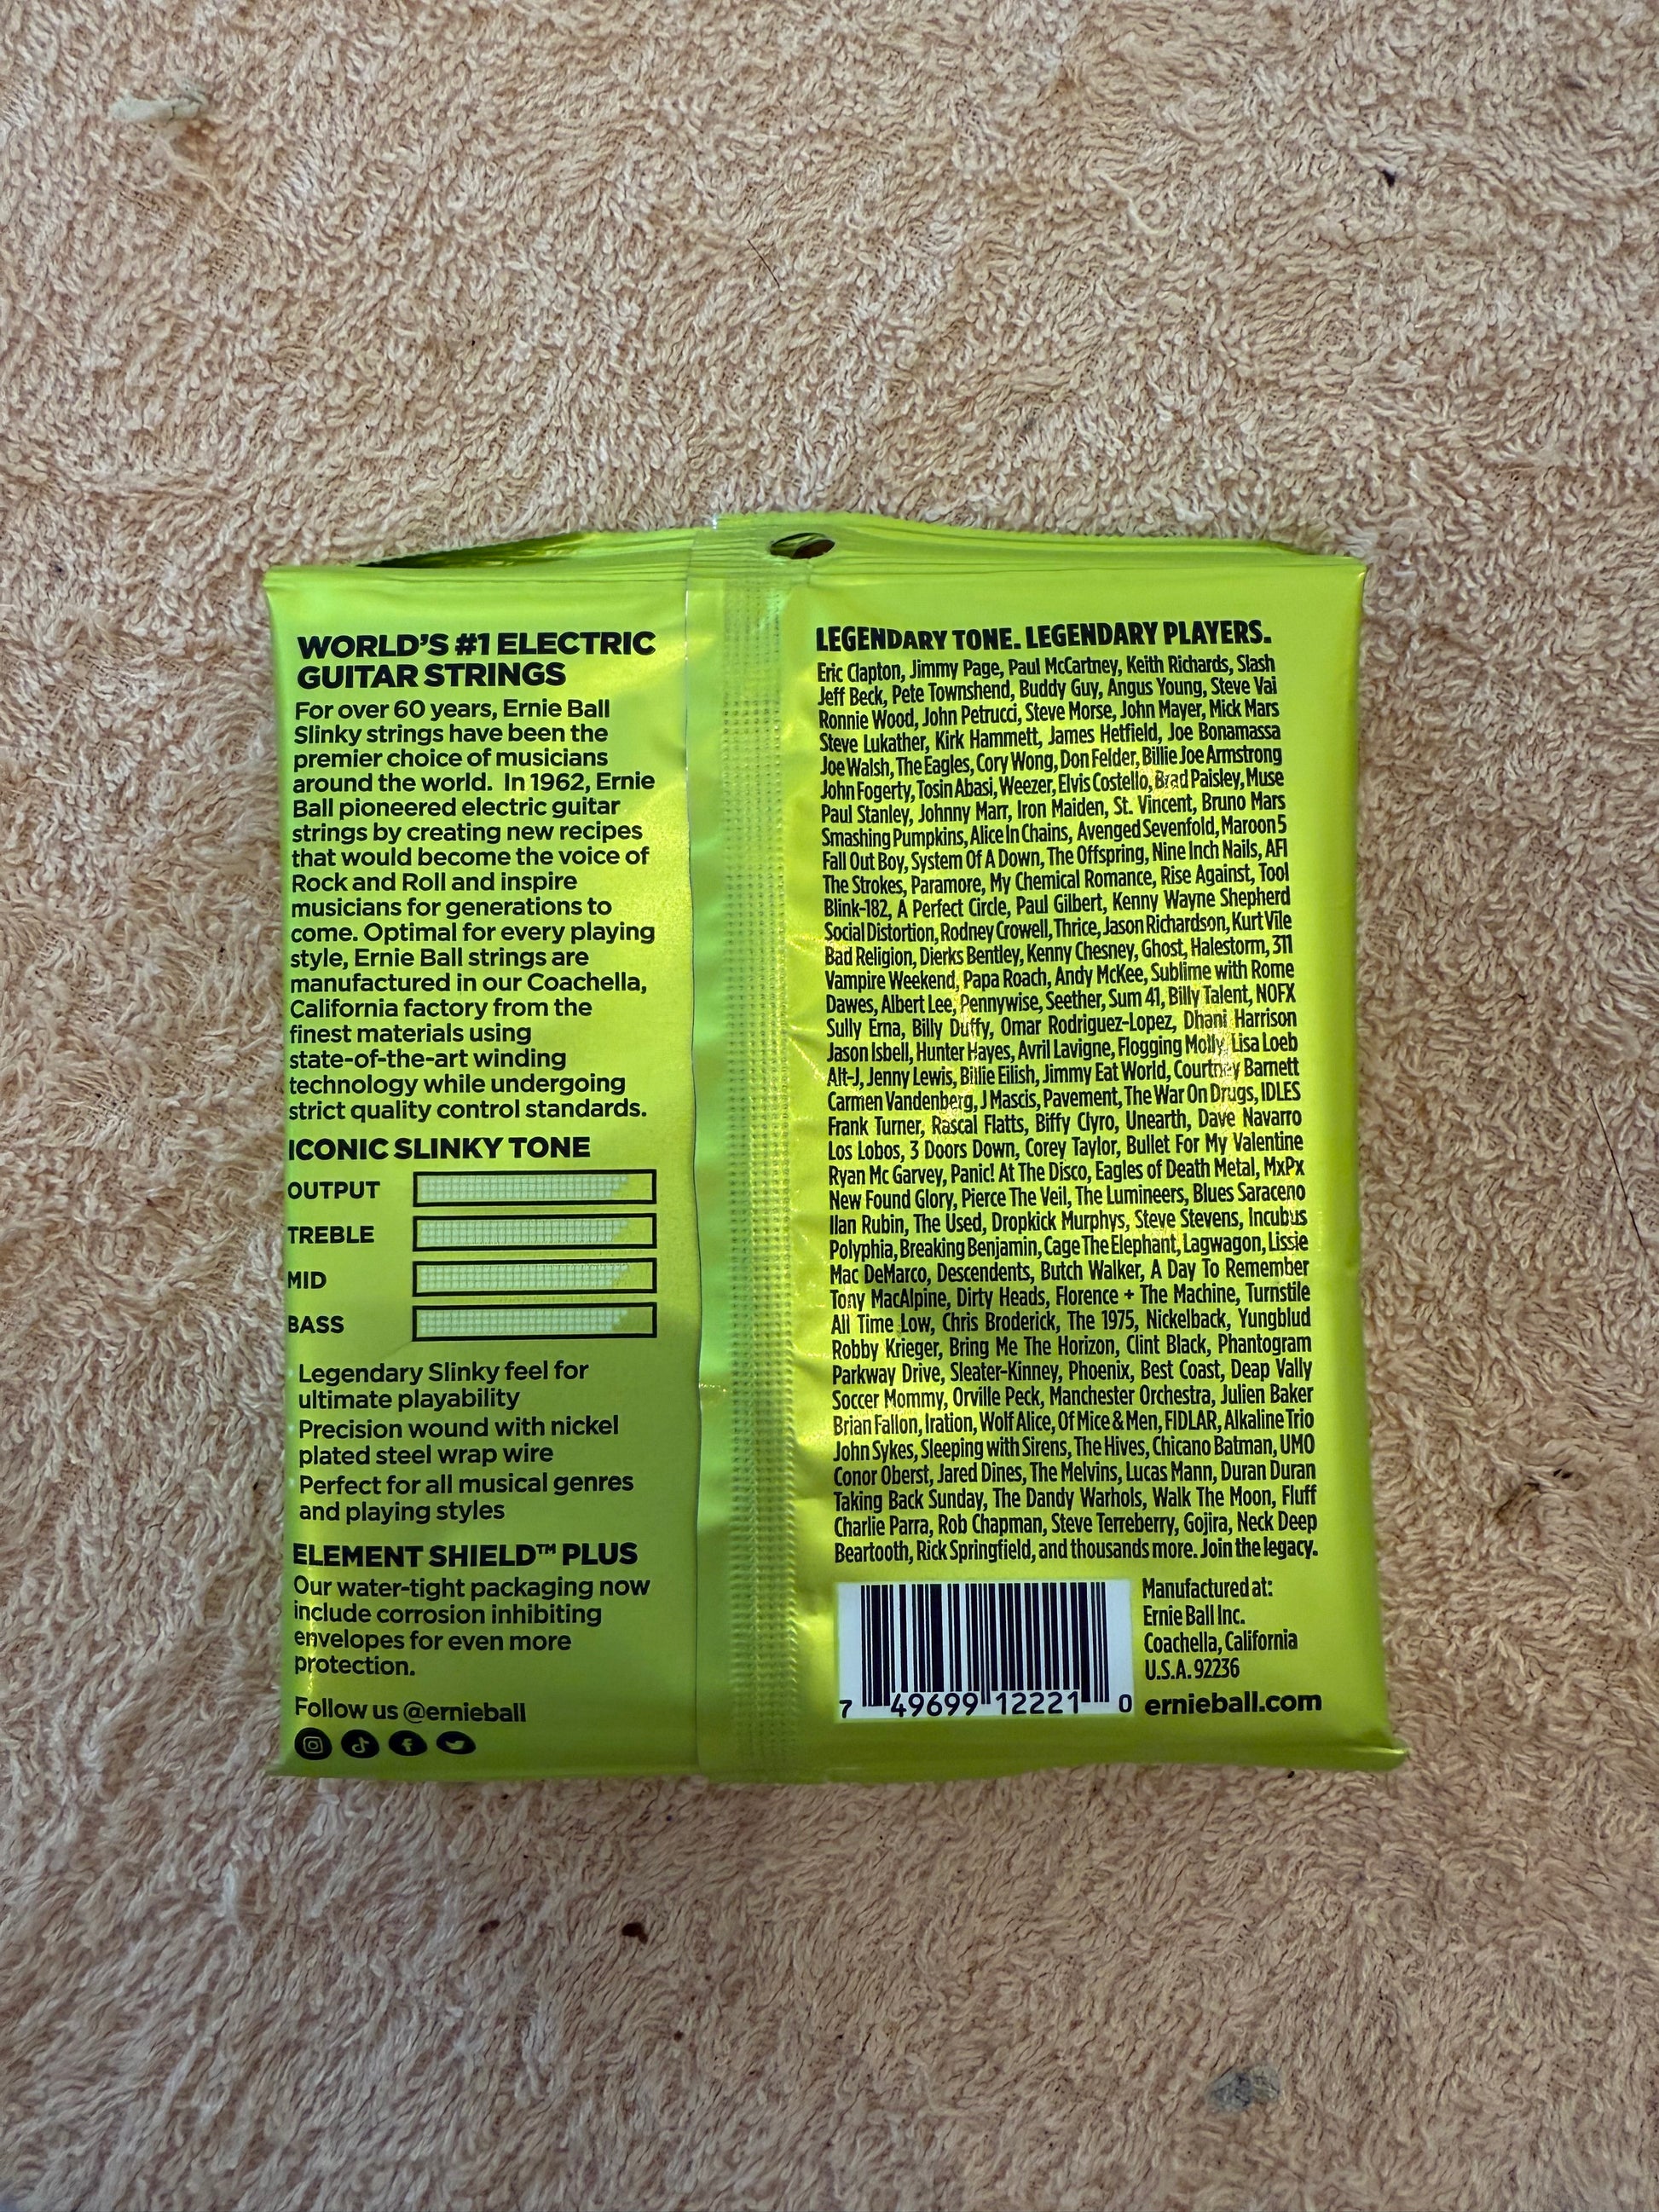 WORLD'S #1 ELECTRIC
GUITAR STRINGS
For over 60 years, Ernie Ball
Slinky strings have been the
premier choice of musicians
around the world.  In 1962, Ernie
Ball pioneered electric guitar
strings by creating new recipes
that would become the voice of
Rock and Roll and inspire
musicians for generations to
come. Optimal for every playing
style, Ernie Ball strings are
manufactured in our Coachella,
California factory from the
finest materials using
state-of-the-art winding
technology while undergoing
strict quality control standards.
ICONIC SLINKY TONE
OUTPUT
TREBLE
MID
BASS
Legendary Slinky feel for
ultimate playability
Precision wound with nickel
plated steel wrap wire
Perfect for all musical genres
and playing styles
ELEMENT SHIELD™ PLUS
Our water-tight packaging now
include corrosion inhibiting
envelopes for even more
protection.
Follow us @ernieball
LEGENDARY TONE. LEGENDARY PLAYERS.
Eric Clapton, Jimmy Page, Paul McCartney, Keith Richards, Slash
Jeff Beck, Pete Townshend, Buddy Guy, Angus Young, Steve Vai
Ronnie Wood, John Petrucci, Steve Morse, John Mayer, Mick Mars
Steve Lukather, Kirk Hammett, James Hetfield, Joe Bonamassa
Joe Walsh, The Eagles, Cory Wong, Don Felder, Billie Joe Armstrong
John Fogerty, Tosin Abasi, Weezer, Elvis Costello, Brad Paisley, Muse
Paul Stanley, Johnny Marr, Iron Maiden, St. Vincent, Bruno Mars
Smashing Pumpkins, Alice In Chains, Avenged Sevenfold, Maroon 5
Fall Out Boy, System Of A Down, The Offspring, Nine Inch Nails, AFI
The Strokes, Paramore, My Chemical Romance, Rise Against, Tool
Blink-182, A Perfect Circle, Paul Gilbert, Kenny Wayne Shepherd
Social Distortion, Rodney Crowell, Thrice, Jason Richardson, Kurt Vile
Bad Religion, Dierks Bentley, Kenny Chesney, Ghost, Halestorm, 311
Vampire Weekend, Papa Roach, Andy McKee, Sublime with Rome
Dawes, Albert Lee, Pennywise, Seether, Sum 41, Billy Talent, NOFX
Sully Erna, Billy Duffy, Omar Rodriguez-Lopez, Dhani Harrison
Jason Isbell, Hunter Hayes, Avril Lavigne, Flogging Molly, Lisa Loeb
Alt-J, Jenny Lewis, Billie Eilish, Jimmy Eat World, Courtney Barnett
Carmen Vandenberg, J Mascis, Pavement, The War On Drugs, IDLES
Frank Turner, Rascal Flatts, Biffy Clyro, Unearth, Dave Navarro
Los Lobos, 3 Doors Down, Corey Taylor, Bullet For My Valentine
Ryan Mc Garvey, Panic! At The Disco, Eagles of Death Metal, MxPx
New Found Glory, Pierce The Veil, The Lumineers, Blues Saraceno
Ilan Rubin, The Used, Dropkick Murphys, Steve Stevens, Incubus
Polyphia, Breaking Benjamin, Cage The Elephant, Lagwagon, Lissie
Mac DeMarco, Descendents, Butch Walker, A Day To Remember
Tony MacAlpine, Dirty Heads, Florence + The Machine, Turnstile
All Time Low, Chris Broderick, The 1975, Nickelback, Yungblud
Robby Krieger, Bring Me The Horizon, Clint Black, Phantogram
Parkway Drive, Sleater-Kinney, Phoenix, Best Coast, Deap Vally
Soccer Mommy, Orville Peck, Manchester Orchestra, Julien Baker
Brian Fallon, Iration, Wolf Alice, Of Mice & Men, FIDLAR, Alkaline Trio
John Sykes, Sleeping with Sirens, The Hives, Chicano Batman, UMO
Conor Oberst, Jared Dines, The Melvins, Lucas Mann, Duran Duran
Taking Back Sunday, The Dandy Warhols, Walk The Moon, Fluff
Charlie Parra, Rob Chapman, Steve Terreberry, Gojira, Neck Deep
Beartooth, Rick Springfield, and thousands more. Join the legacy.
7 49699 12221 0
Manufactured at:
Ernie Ball Inc.
Coachella, California
U.S.A. 92236
ernieball.com